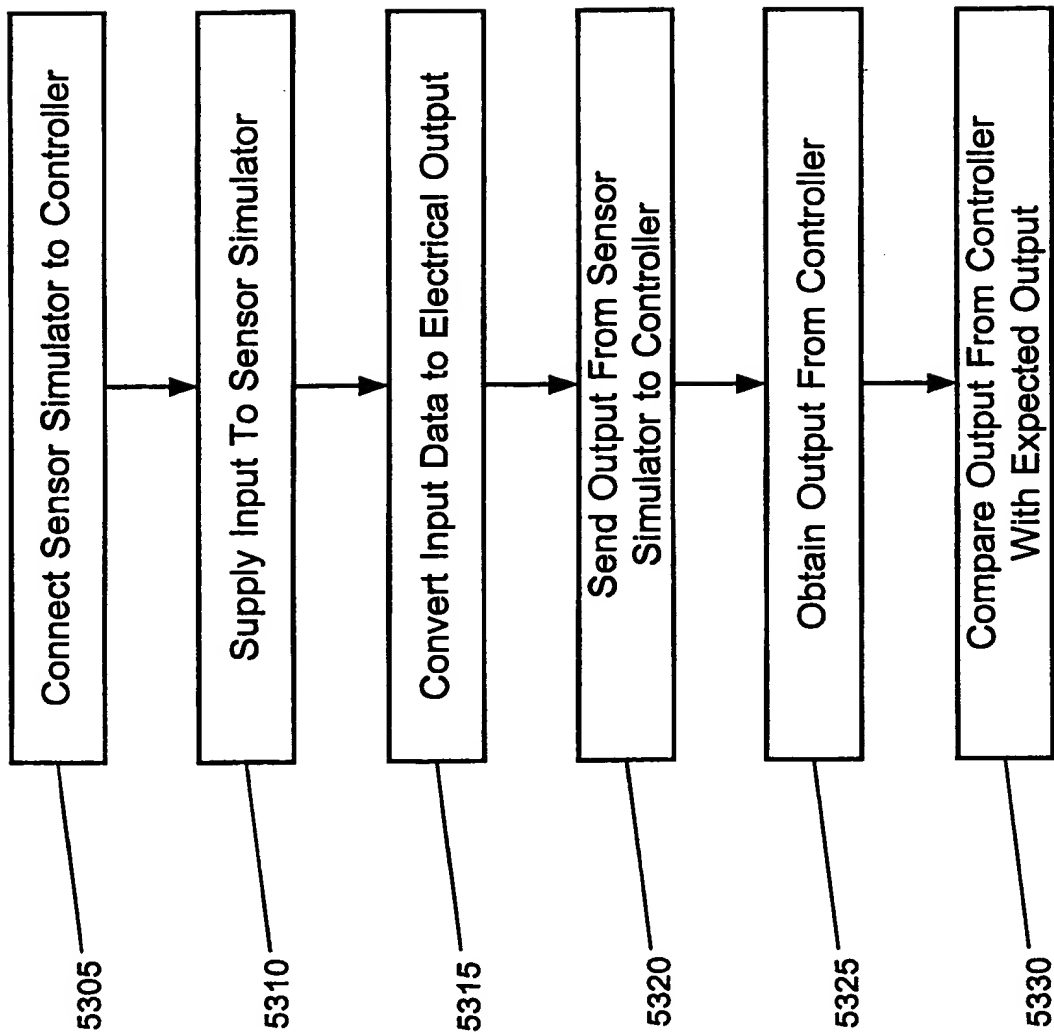 5305
Connect Sensor Simulator to Controller
5310
Supply Input To Sensor Simulator
5315
Convert Input Data to Electrical Output
5320
Send Output From Sensor
Simulator to Controller
5325
Obtain Output From Controller
5330
Compare Output From Controller
With Expected Output